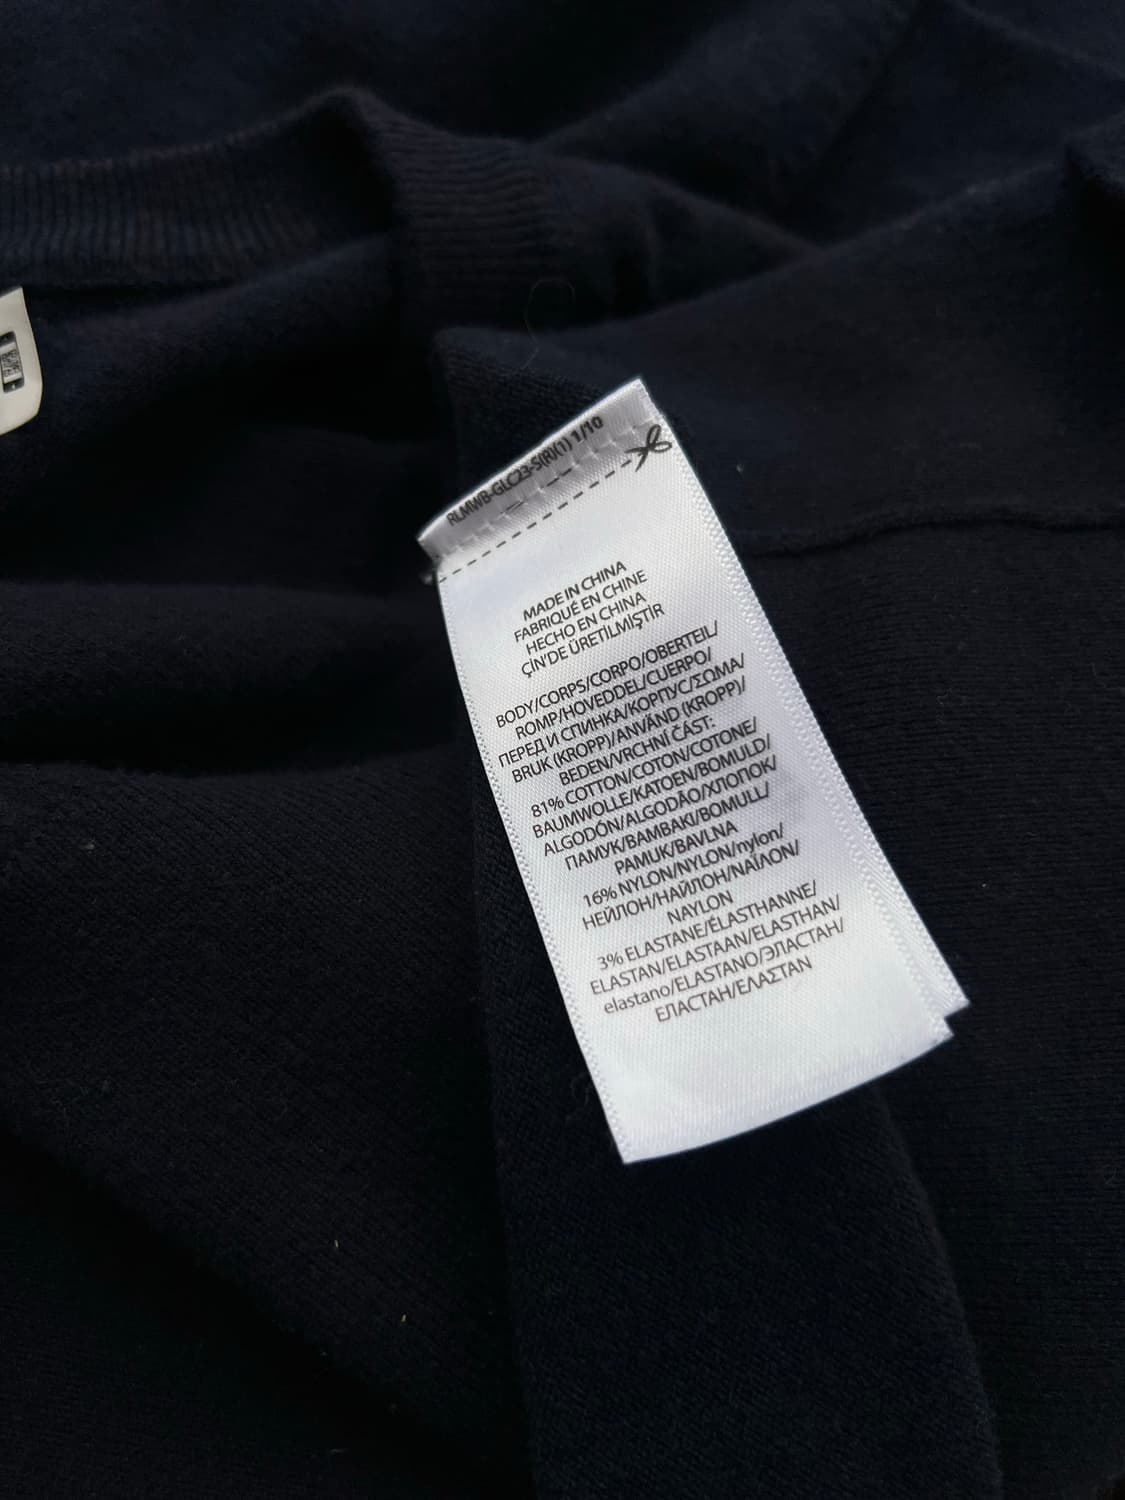 RLMWB-GLC23-S(R)(1) 1/10
MADE IN CHINA
FABRIQUÉ EN CHINE
HECHO EN CHINA
ÇİN'DE ÜRETİLMİŞTİR
BODY/CORPS/CORPO/OBERTEIL/
ROMP/HOVEDDEL/CUERPO/
ПЕРЕД И СПИНКА/КОРПУС/ΣΩΜΑ/
BRUK (KROPP)/ANVÄND (KROPP)/
BEDEN/VRCHNÍ ČÁST:
81% COTTON/COTON/COTONE/
BAUMWOLLE/KATOEN/BOMULD/
ALGODÓN/ALGODÃO/ХЛОПОК/
ПАМУК/ΒΑΜΒΑΚΙ/BOMULL/
PAMUK/BAVLNA
16% NYLON/NYLON/nylon/
НЕЙЛОН/НАЙЛОН/ΝΑΪΛΟΝ/
NAYLON
3% ELASTANE/ÉLASTHANNE/
ELASTAN/ELASTAAN/ELASTHAN/
elastano/ELASTANO/ЭЛАСТАН/
ЕЛАСТАН/ΕΛΑΣΤΑΝ